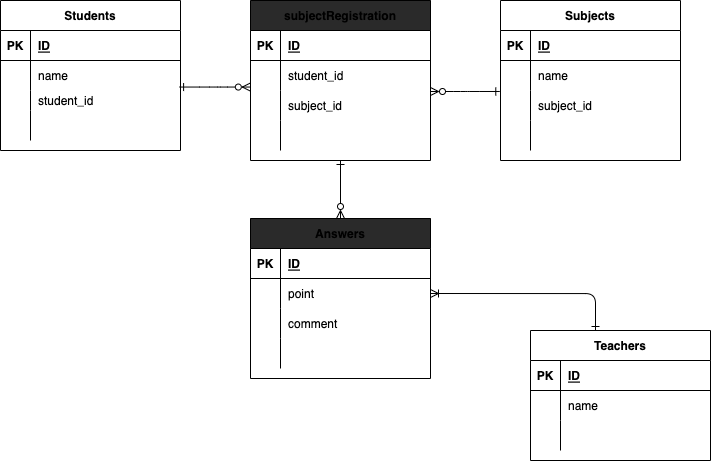 Students
PK ID
name
student_id
subjectRegistration
PK ID
student_id
subject_id
Subjects
PK ID
name
subject_id
Answers
PK ID
point
comment
Teachers
PK ID
name